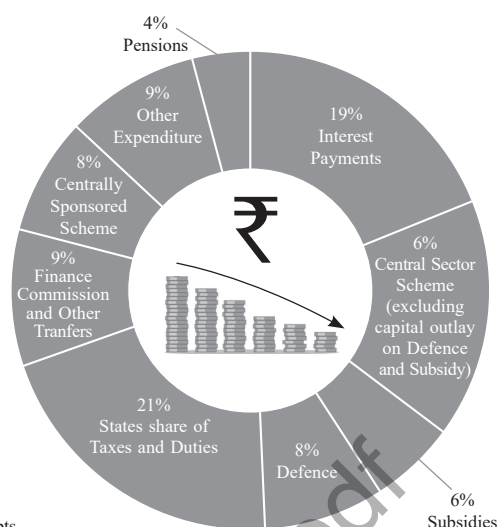 4%
Pensions
19%
Interest
Payments
9%
Other
Expenditure
8%
Centrally
Sponsored
Scheme
₹
6%
Central Sector
Scheme
(excluding
capital outlay
on Defence
and Subsidy)
9%
Finance
Commission
and Other
Tranfers
21%
States share of
Taxes and Duties
8%
Defence
6%
Subsidies